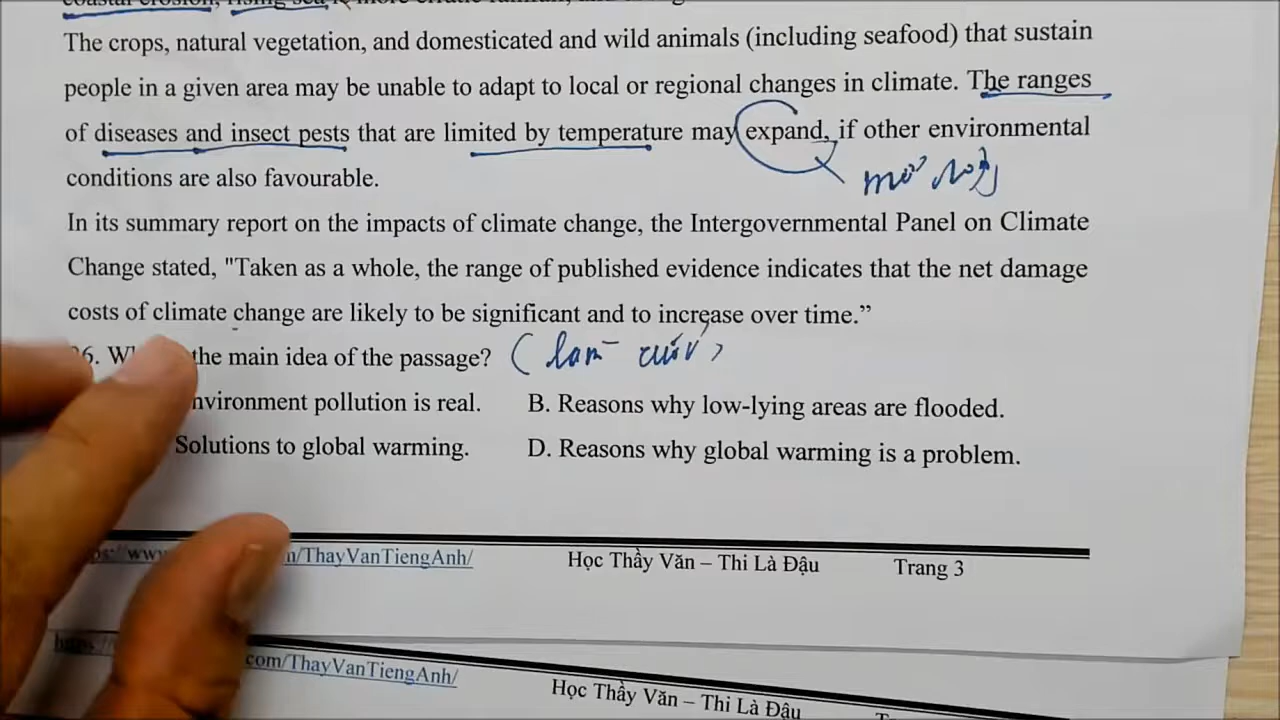 coastal erosion, rising sea
The crops, natural vegetation, and domesticated and wild animals (including seafood) that sustain
people in a given area may be unable to adapt to local or regional changes in climate. The ranges
of diseases and insect pests that are limited by temperature may expand, if other environmental
mở rộng
conditions are also favourable.
In its summary report on the impacts of climate change, the Intergovernmental Panel on Climate
Change stated, "Taken as a whole, the range of published evidence indicates that the net damage
costs of climate change are likely to be significant and to increase over time.”
the main idea of the passage? (làm cuối)
nvironment pollution is real. B. Reasons why low-lying areas are flooded.
Solutions to global warming. D. Reasons why global warming is a problem.
/ThayVanTiengAnh/ Học Thầy Văn – Thi Là Đậu Trang 3
com/ThayVanTiengAnh/ Học Thầy Văn – Thi Là Đậu